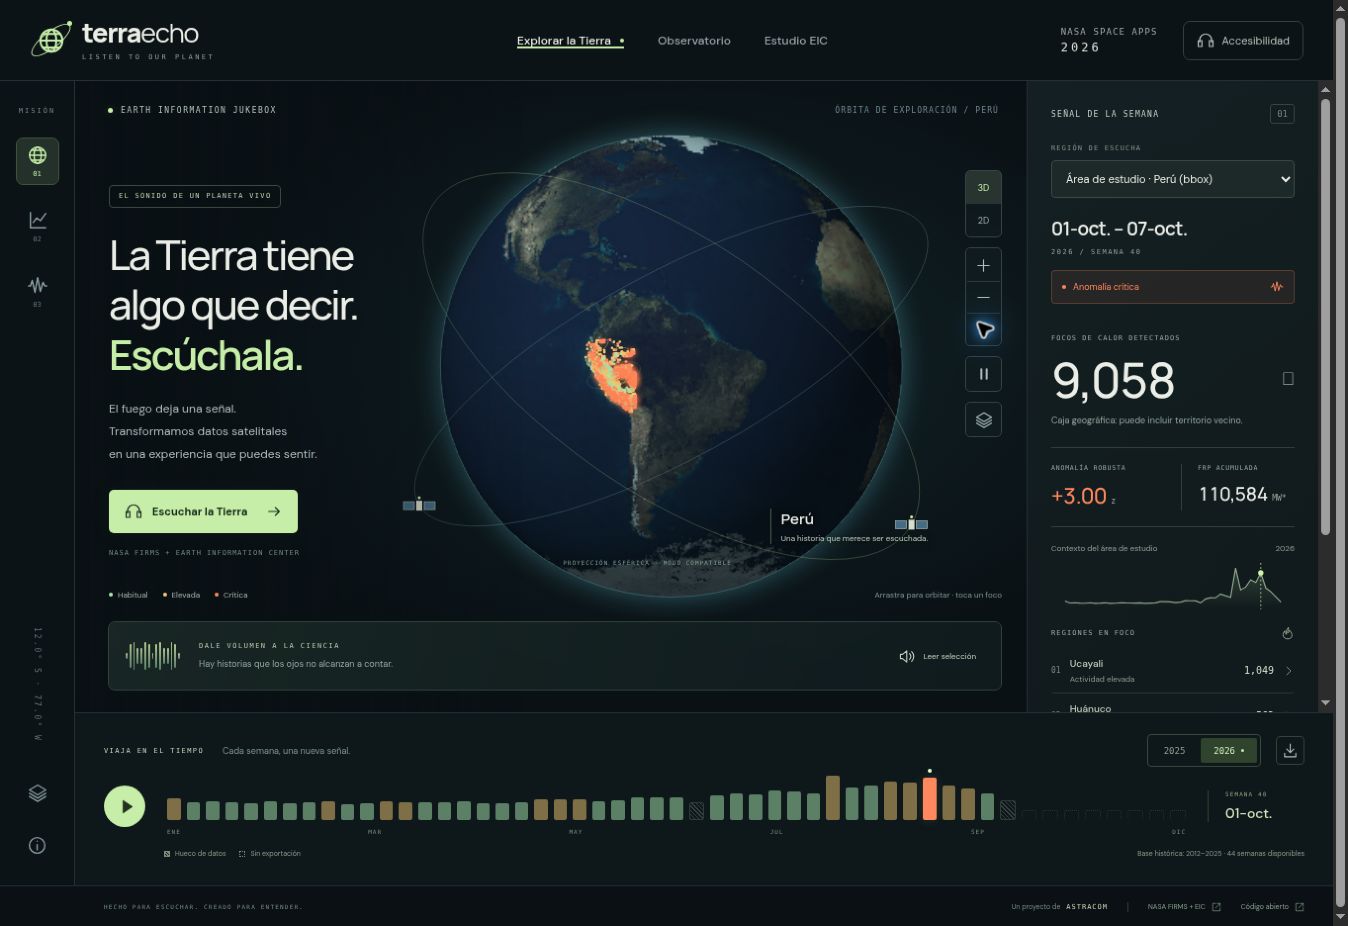 terraecho
LISTEN TO OUR PLANET
Explorar la Tierra
Observatorio
Estudio EIC
NASA SPACE APPS
2026
Accesibilidad
MISIÓN
01
02
03
12.0° S · 77.0° W
EARTH INFORMATION JUKEBOX
ÓRBITA DE EXPLORACIÓN / PERÚ
EL SONIDO DE UN PLANETA VIVO
La Tierra tiene
algo que decir.
Escúchala.
El fuego deja una señal.
Transformamos datos satelitales
en una experiencia que puedes sentir.
Escuchar la Tierra
NASA FIRMS + EARTH INFORMATION CENTER
Habitual
Elevada
Crítica
3D
2D
Perú
Una historia que merece ser escuchada.
PROYECCIÓN ESFÉRICA · MODO COMPATIBLE
Arrastra para orbitar · toca un foco
DALE VOLUMEN A LA CIENCIA
Hay historias que los ojos no alcanzan a contar.
Leer selección
SEÑAL DE LA SEMANA
01
REGIÓN DE ESCUCHA
Área de estudio · Perú (bbox)
01-oct. – 07-oct.
2026 / SEMANA 40
Anomalía crítica
FOCOS DE CALOR DETECTADOS
9,058
Caja geográfica: puede incluir territorio vecino.
ANOMALÍA ROBUSTA
+3.00 z
FRP ACUMULADA
110,584 MW*
Contexto del área de estudio
2026
REGIONES EN FOCO
01
Ucayali
Actividad elevada
1,049
Huánuco
VIAJA EN EL TIEMPO
Cada semana, una nueva señal.
2025
2026
ENE
MAR
MAY
JUL
SEP
DIC
SEMANA 40
01-oct.
Hueco de datos
Sin exportación
Base histórica: 2012–2025 · 44 semanas disponibles
HECHO PARA ESCUCHAR. CREADO PARA ENTENDER.
Un proyecto de ASTRACOM
NASA FIRMS + EIC
Código abierto